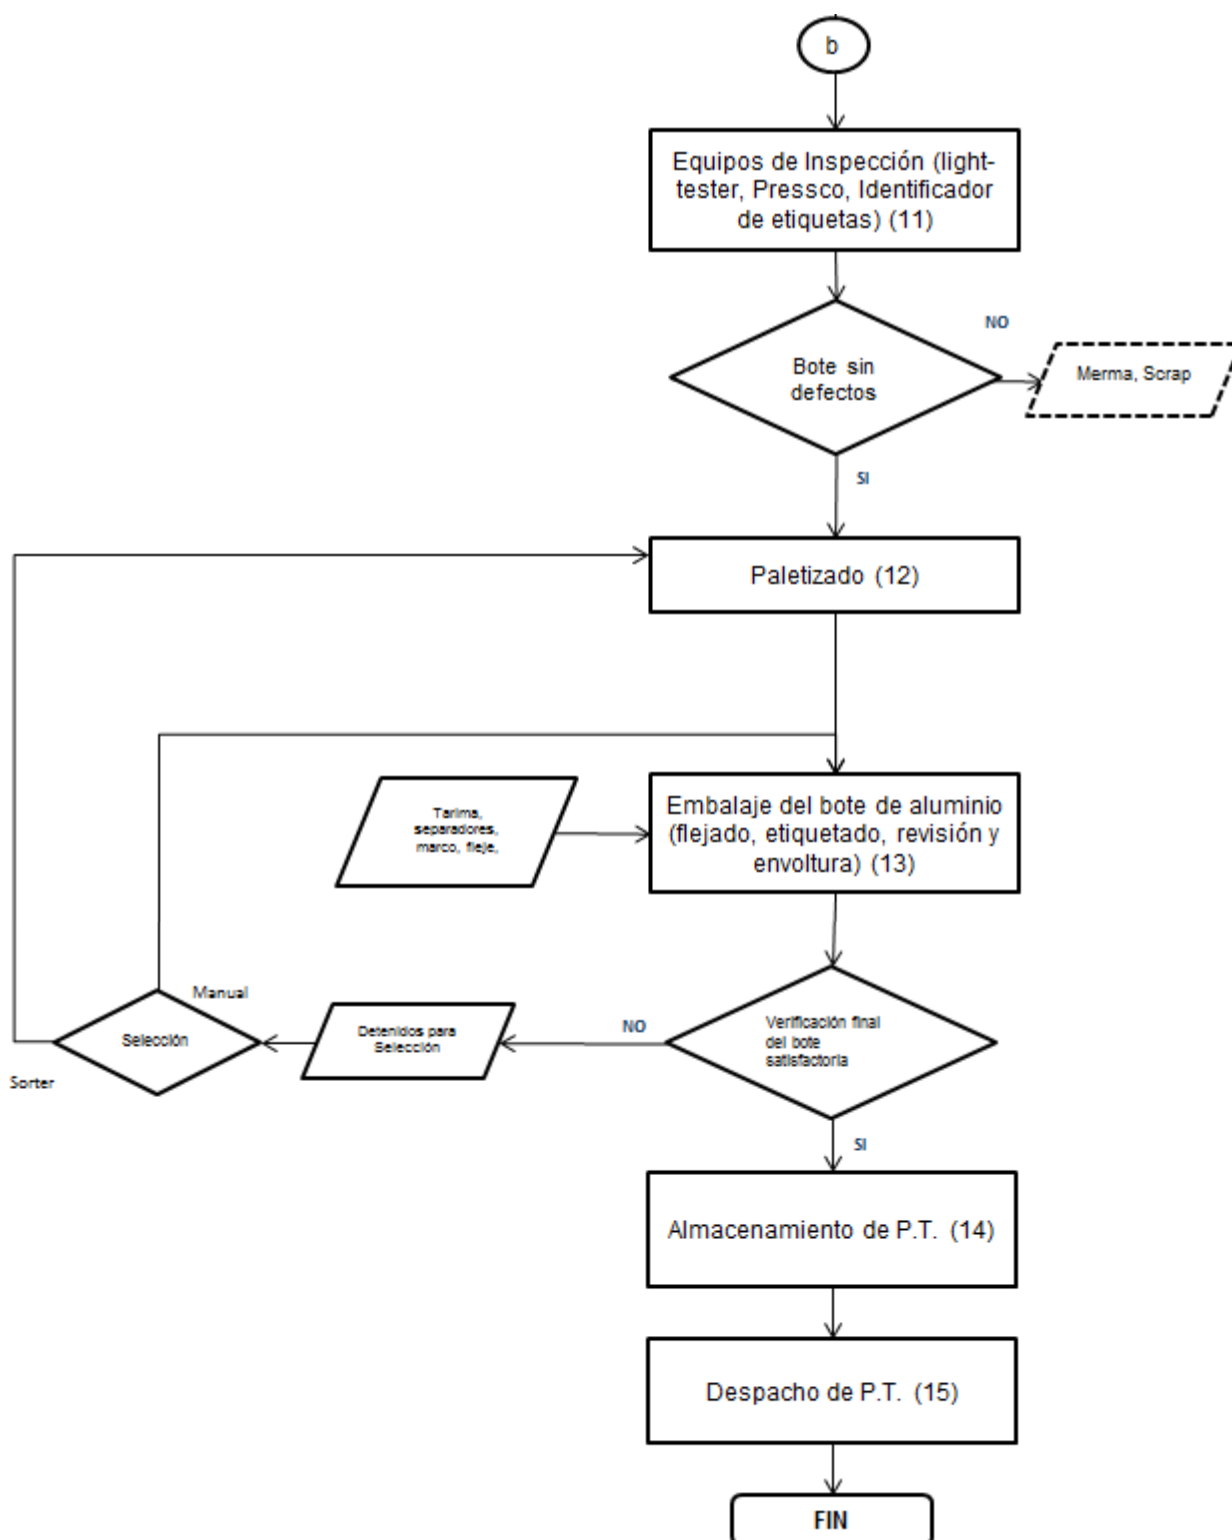 b
Equipos de Inspección (light-
tester, Pressco, Identificador
de etiquetas) (11)
NO
Bote sin
defectos
Merma, Scrap
SI
Paletizado (12)
Tarima,
separadores,
marco, fleje,
Embalaje del bote de aluminio
(flejado, etiquetado, revisión y
envoltura) (13)
Manual
Selección
Sorter
Detenidos para
Selección
NO
Verificación final
del bote
satisfactoria
SI
Almacenamiento de P.T. (14)
Despacho de P.T. (15)
FIN